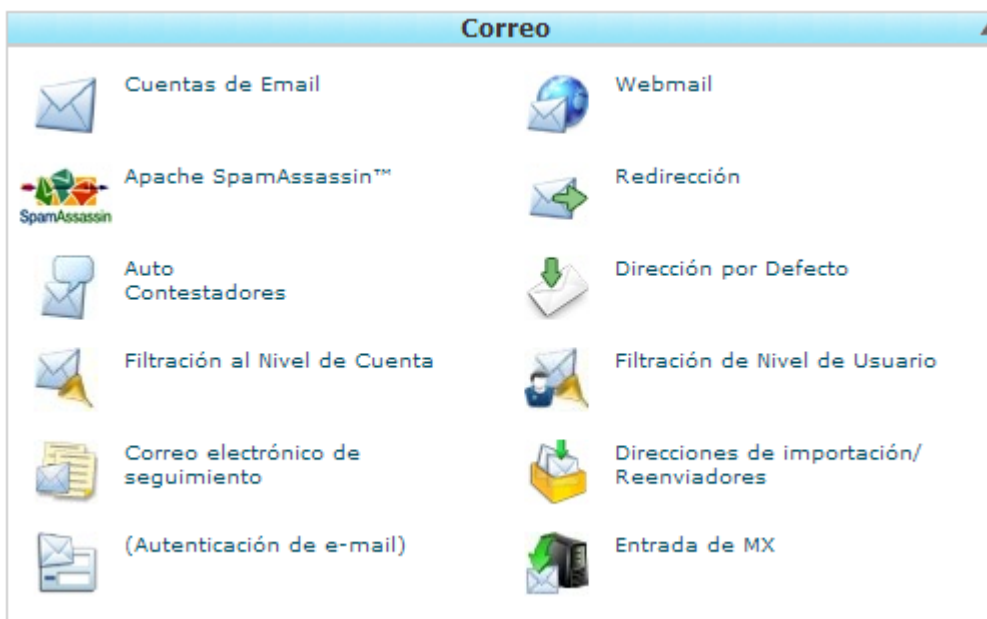 Correo
Cuentas de Email
Webmail
Apache SpamAssassin™
SpamAssassin
Redirección
Auto
Contestadores
Dirección por Defecto
Filtración al Nivel de Cuenta
Filtración de Nivel de Usuario
Correo electrónico de
seguimiento
Direcciones de importación/
Reenviadores
(Autenticación de e-mail)
Entrada de MX